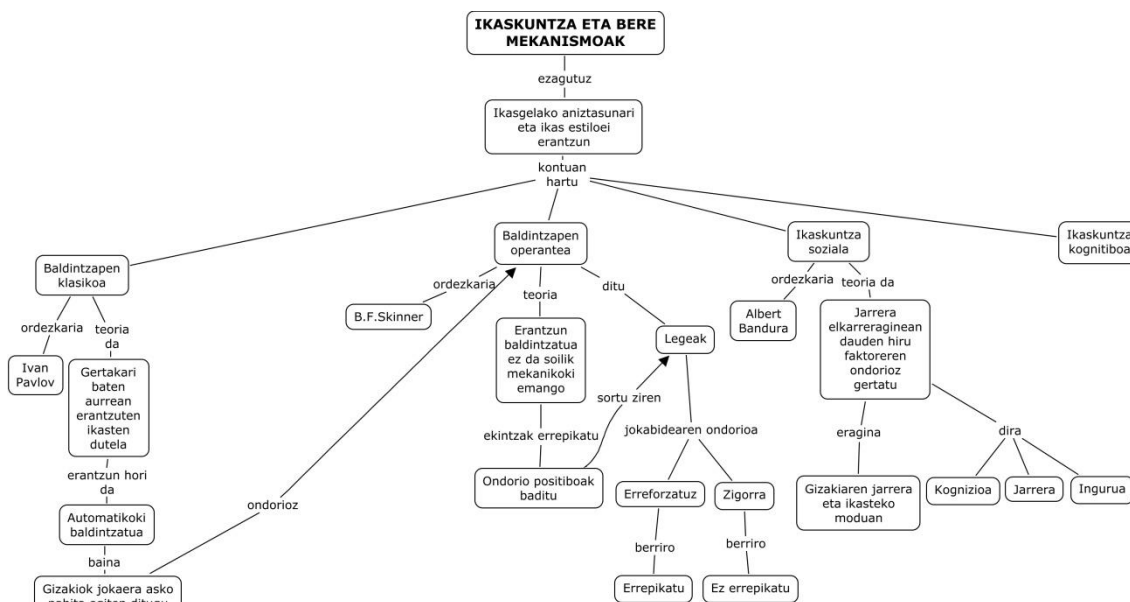 IKASKUNTZA ETA BERE
MEKANISMOAK
ezagutuz
Ikasgelako aniztasunari
eta ikas estiloei
erantzun
kontuan
hartu
Baldintzapen
klasikoa
ordezkaria
Ivan
Pavlov
teoria
da
Gertakari
baten
aurrean
erantzuten
ikasten
dutela
erantzun hori
da
Automatikoki
baldintzatua
baina
Gizakiok jokaera asko
ondorioz
Baldintzapen
operantea
ordezkaria
B.F.Skinner
teoria
Erantzun
baldintzatua
ez da soilik
mekanikoki
emango
ekintzak errepikatu
Ondorio positiboak
baditu
sortu ziren
ditu
Legeak
jokabidearen ondorioa
Erreforzatuz
berriro
Errepikatu
Zigorra
berriro
Ez errepikatu
Ikaskuntza
soziala
ordezkaria
Albert
Bandura
teoria da
Jarrera
elkarreraginean
dauden hiru
faktoreren
ondorioz
gertatu
eragina
Gizakiaren jarrera
eta ikasteko
moduan
dira
Kognizioa
Jarrera
Ingurua
Ikaskuntza
kognitiboa